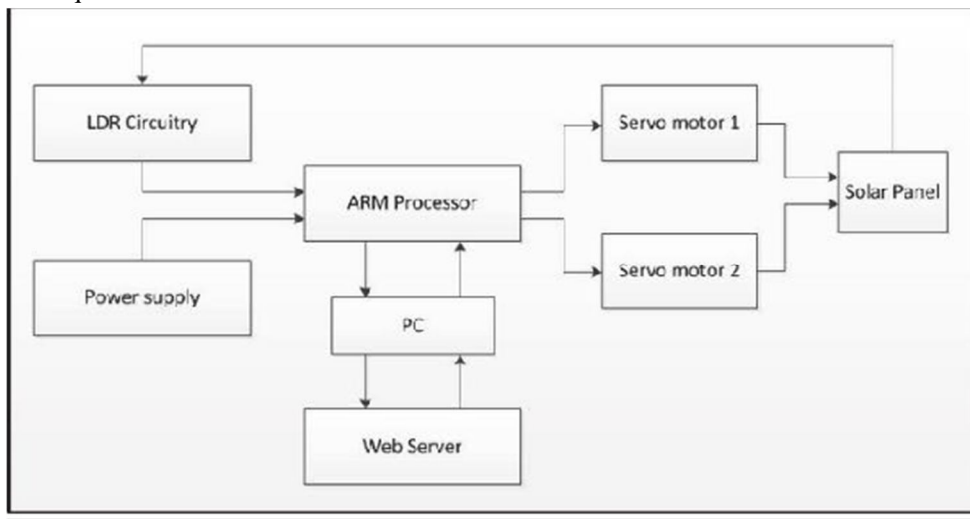 LDR Circuitry
Servo motor 1
ARM Processor
Solar Panel
Power supply
Servo motor 2
PC
Web Server